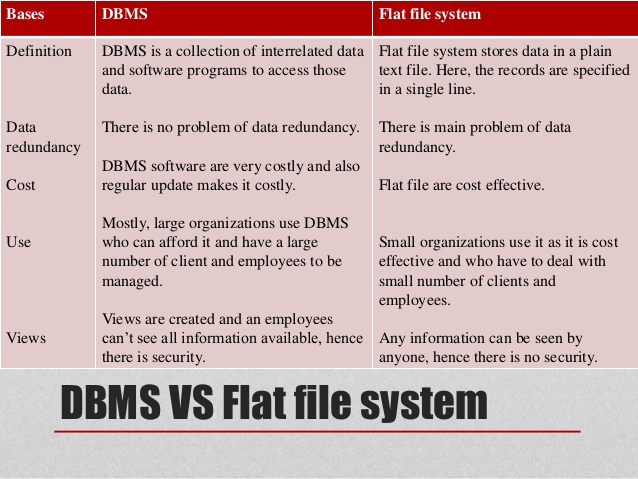 Bases DBMS Flat file system
Definition DBMS is a collection of interrelated data Flat file system stores data in a plain
and software programs to access those text file. Here, the records are specified
data. in a single line.
Data There is no problem of data redundancy. There is main problem of data
redundancy redundancy.
DBMS software are very costly and also
Cost regular update makes it costly. Flat file are cost effective.
Mostly, large organizations use DBMS
Use who can afford it and have a large Small organizations use it as it is cost
number of client and employees to be effective and who have to deal with
managed. small number of clients and
employees.
Views are created and an employees
Views can’t see all information available, hence Any information can be seen by
there is security. anyone, hence there is no security.
DBMS VS Flat file system